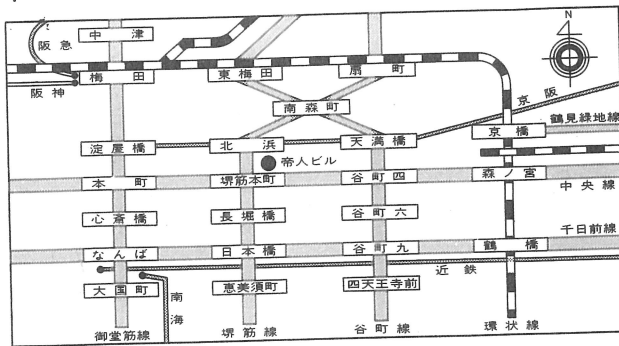 阪急
中津
N
梅田
東梅田
扇町
阪神
南森町
京阪
鶴見緑地線
淀屋橋
北浜
天満橋
京橋
帝人ビル
本町
堺筋本町
谷町四
森ノ宮
中央線
心斎橋
長堀橋
谷町六
千日前線
なんば
日本橋
谷町九
鶴橋
近鉄
大国町
南海
恵美須町
四天王寺前
御堂筋線
堺筋線
谷町線
環状線